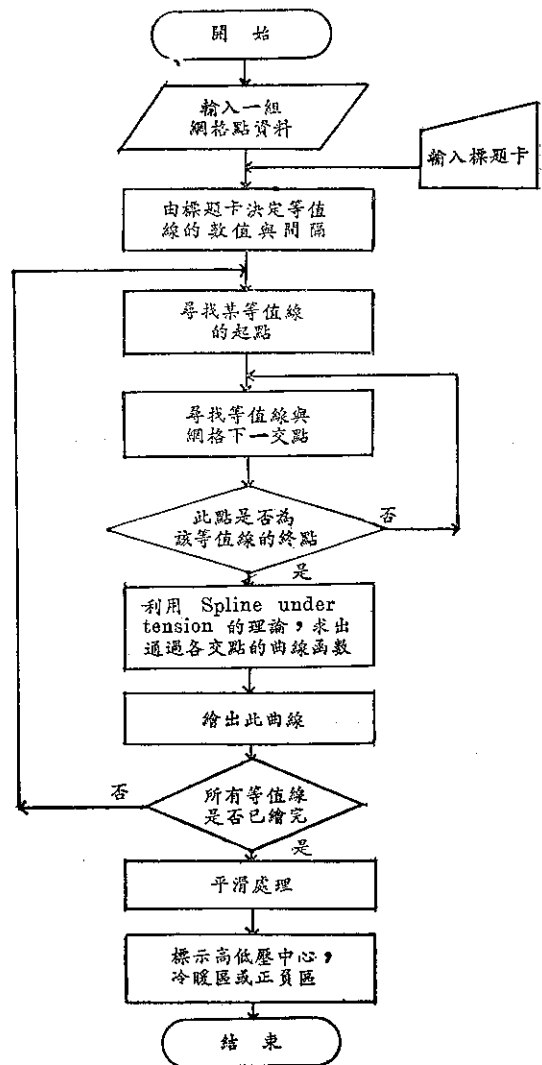 開始
輸入一組
網格點資料
輸入標題卡
由標題卡決定等值
線的數值與間隔
尋找某等值線
的起點
尋找等值線與
網格下一交點
此點是否為
該等值線的終點
否
是
利用 Spline under
tension 的理論，求出
通過各交點的曲線函數
繪出此曲線
否
所有等值線
是否已繪完
是
平滑處理
標示高低壓中心，
冷暖區或正負區
結束